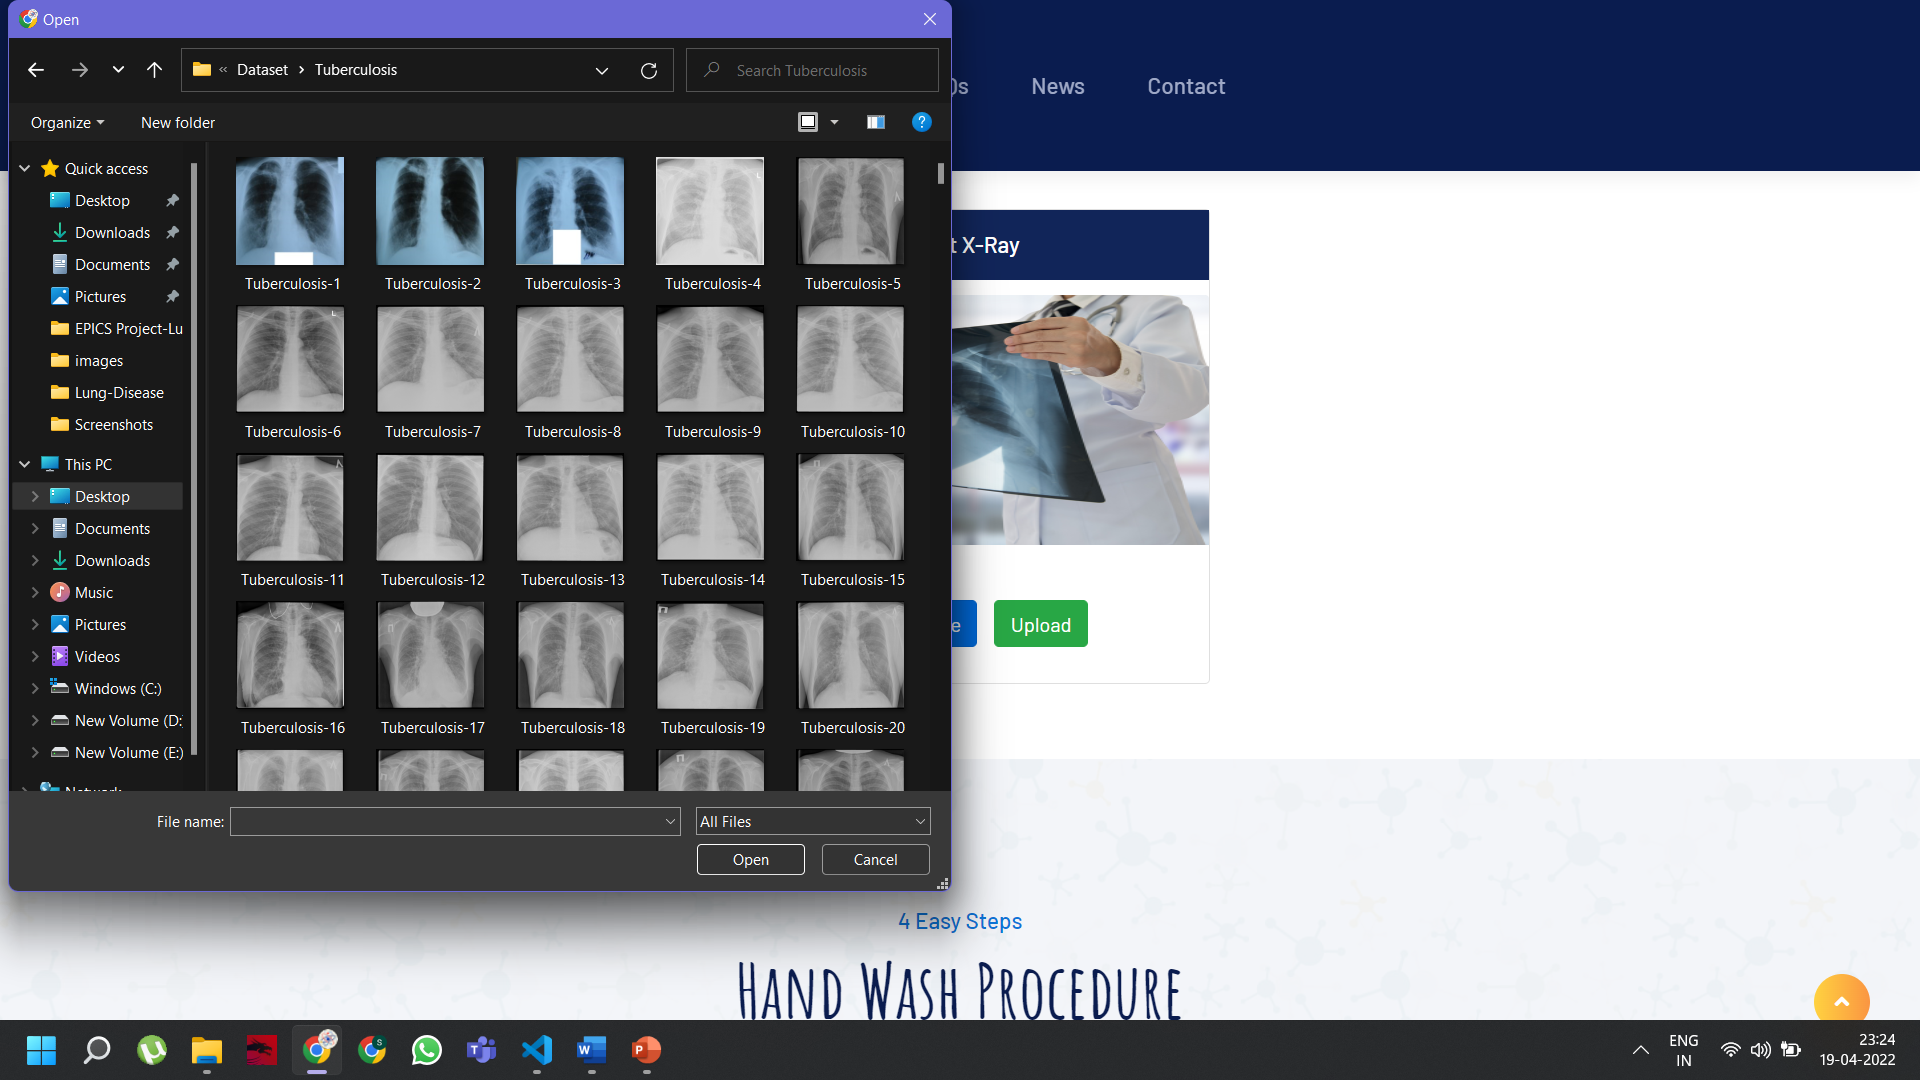 Open
« Dataset > Tuberculosis
Search Tuberculosis
Organize
New folder
Quick access
Desktop
Downloads
Documents
Pictures
EPICS Project-Lu
images
Lung-Disease
Screenshots
This PC
Desktop
Documents
Downloads
Music
Pictures
Videos
Windows (C:)
New Volume (D:
New Volume (E:)
Network
Tuberculosis-1
Tuberculosis-2
Tuberculosis-3
Tuberculosis-4
Tuberculosis-5
Tuberculosis-6
Tuberculosis-7
Tuberculosis-8
Tuberculosis-9
Tuberculosis-10
Tuberculosis-11
Tuberculosis-12
Tuberculosis-13
Tuberculosis-14
Tuberculosis-15
Tuberculosis-16
Tuberculosis-17
Tuberculosis-18
Tuberculosis-19
Tuberculosis-20
File name:
All Files
Open
Cancel
News
Contact
t X-Ray
e
Upload
4 Easy Steps
Hand Wash Procedure
ENG
IN
23:24
19-04-2022